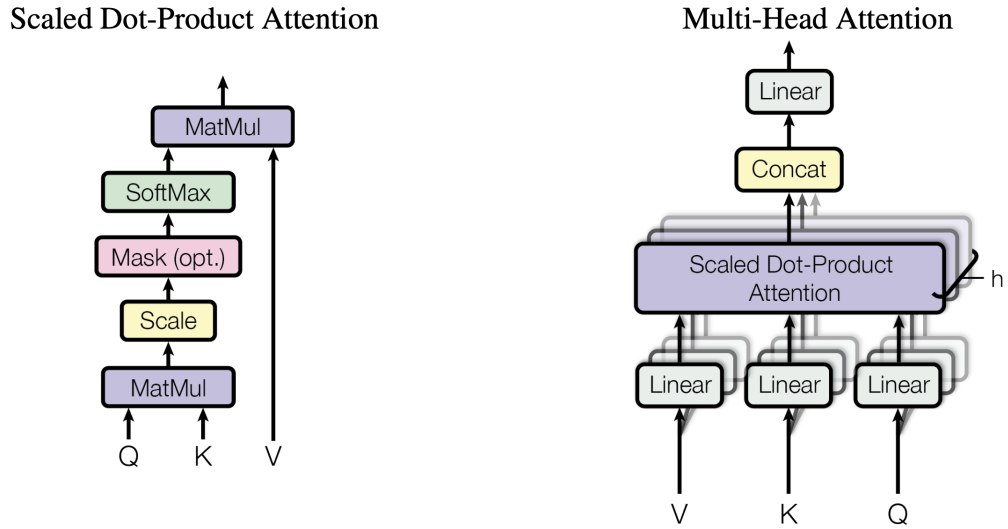 Scaled Dot-Product Attention
MatMul
SoftMax
Mask (opt.)
Scale
MatMul
Q K V
Multi-Head Attention
Linear
Concat
Scaled Dot-Product
Attention
h
Linear Linear Linear
V K Q